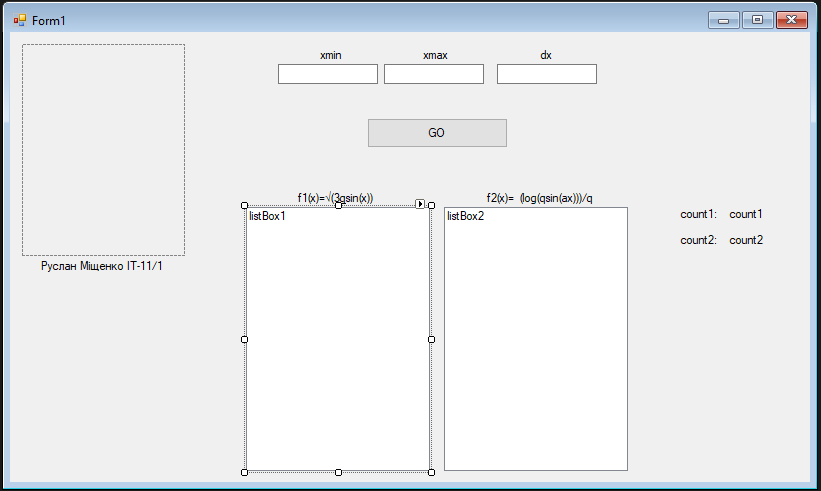 Form1
xmin xmax dx
GO
f1(x)=√(3qsin(x)) f2(x)= (log(qsin(ax)))/q
listBox1 listBox2
count1: count1
count2: count2
Руслан Міщенко ІТ-11/1